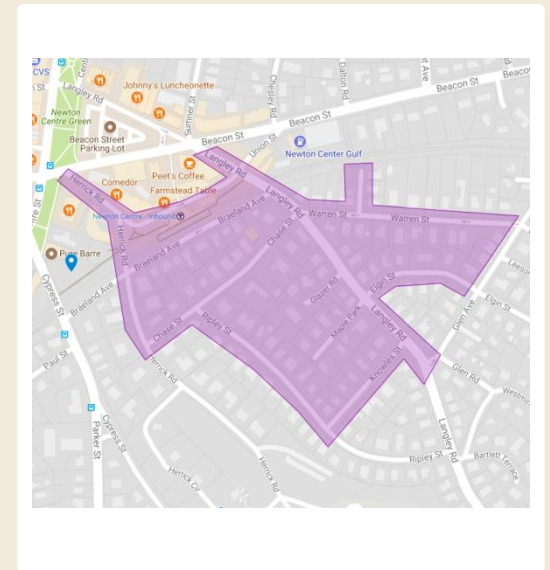 CVS
Langley Rd
Johnny's Luncheonette
Sumner St
Chesley Rd
Dalton Rd
Beacon St
Newton
Centre Green
Beacon Street
Parking Lot
Beacon St
Beacon St
Union St
Newton Center Gulf
Langley Rd
Peet's Coffee
Comedor
Farmstead Table
Herrick Rd
Newton Centre - Inbound
Langley Rd
Warren St
Warren St
Braeland Ave
Chase St
Herrick Rd
Pure Barre
Braeland Ave
Cypress St
Braeland Ave
Elgin St
Glazer Rd
Elgin St
Glen Ave
Langley Rd
Ripley St
Maple Park
Chase St
Paul St
Herrick Rd
Knowles St
Glen Rd
Parker St
Cypress St
Langley Rd
Ripley St
Bartlett Terrace
Herrick Rd
Herrick Cir